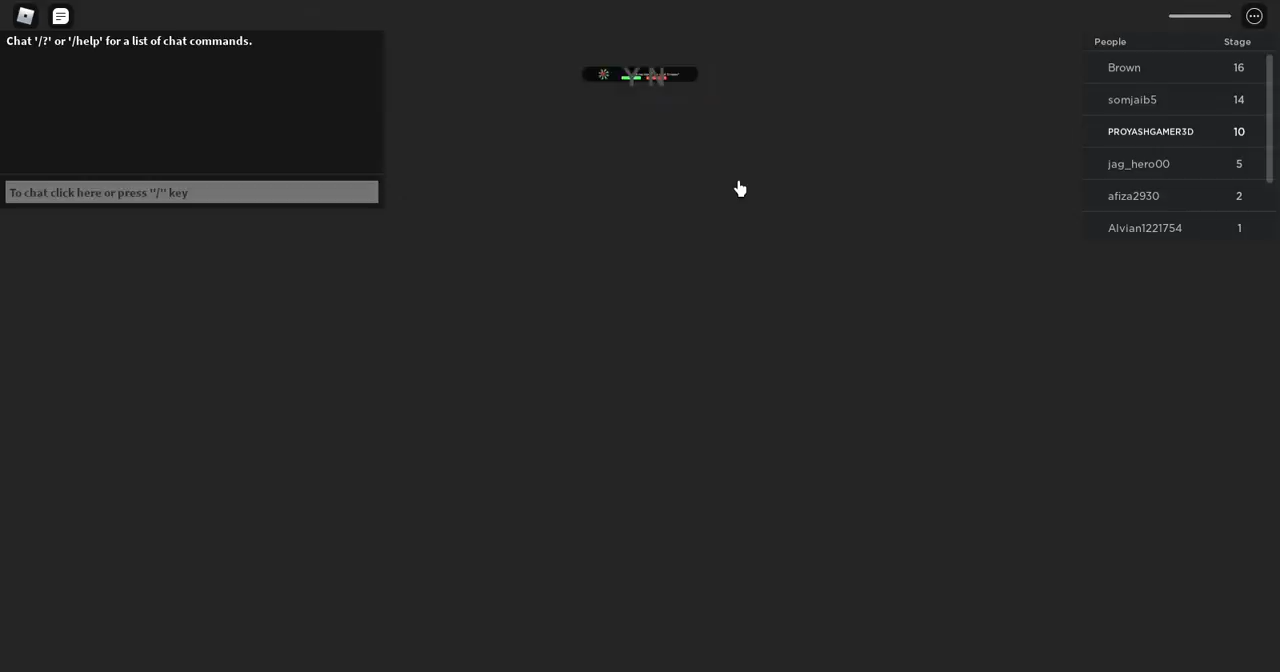 Chat '/?' or '/help' for a list of chat commands.
To chat click here or press "/" key
Y N
People Stage
Brown 16
somjaib5 14
PROYASHGAMER3D 10
jag_hero00 5
afiza2930 2
Alvian1221754 1